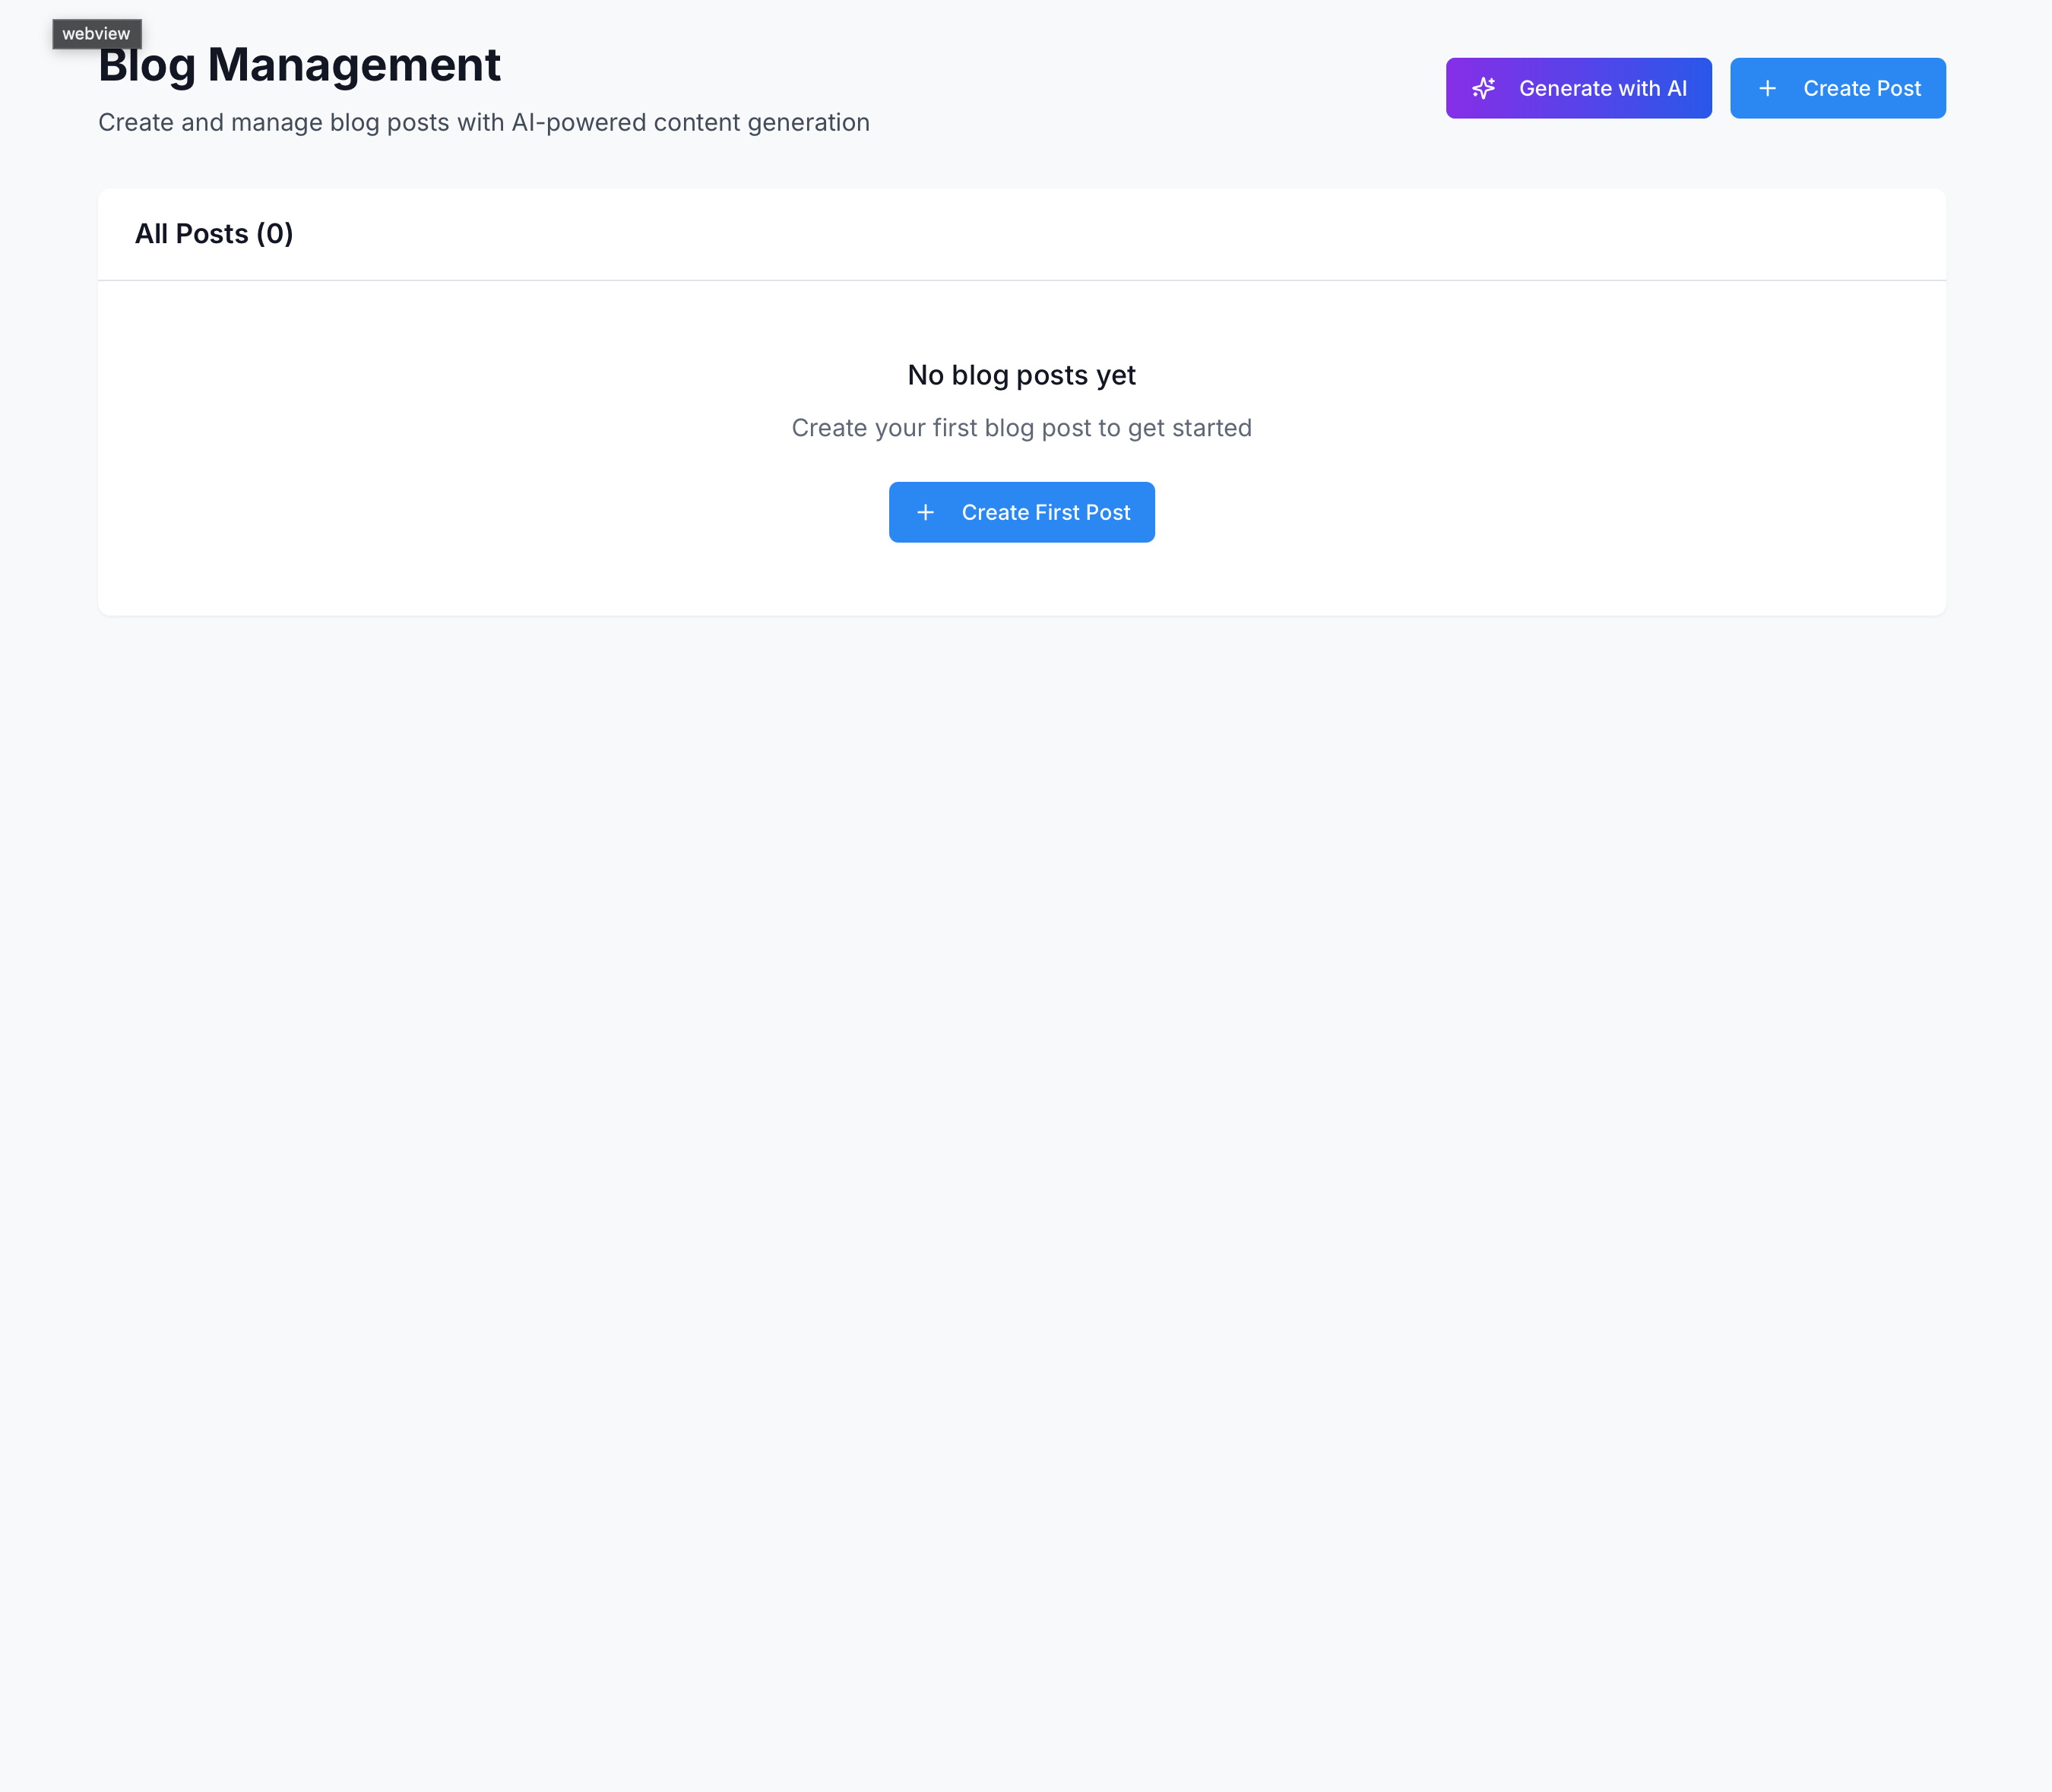 webview
Blog Management
Create and manage blog posts with AI-powered content generation
Generate with AI
Create Post
All Posts (0)
No blog posts yet
Create your first blog post to get started
Create First Post